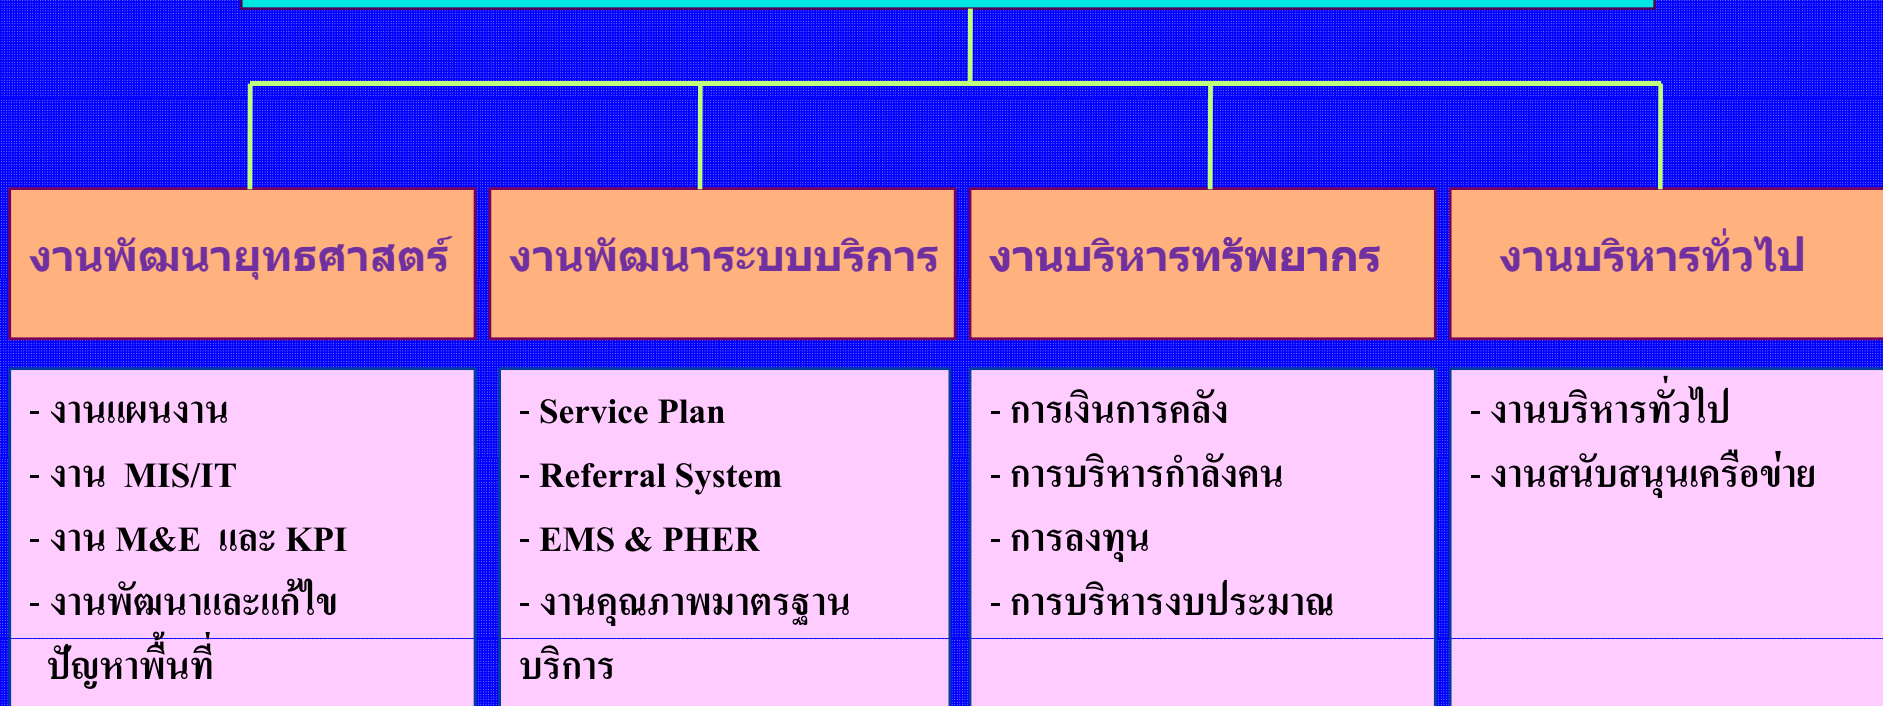 งานพัฒนายุทธศาสตร์
งานพัฒนาระบบบริการ
งานบริหารทรัพยากร
งานบริหารทั่วไป
- งานแผนงาน
- งาน MIS/IT
- งาน M&E และ KPI
- งานพัฒนาและแก้ไข
ปัญหาพื้นที่
- Service Plan
- Referral System
- EMS & PHER
- งานคุณภาพมาตรฐาน
บริการ
- การเงินการคลัง
- การบริหารกำลังคน
- การลงทุน
- การบริหารงบประมาณ
- งานบริหารทั่วไป
- งานสนับสนุนเครือข่าย